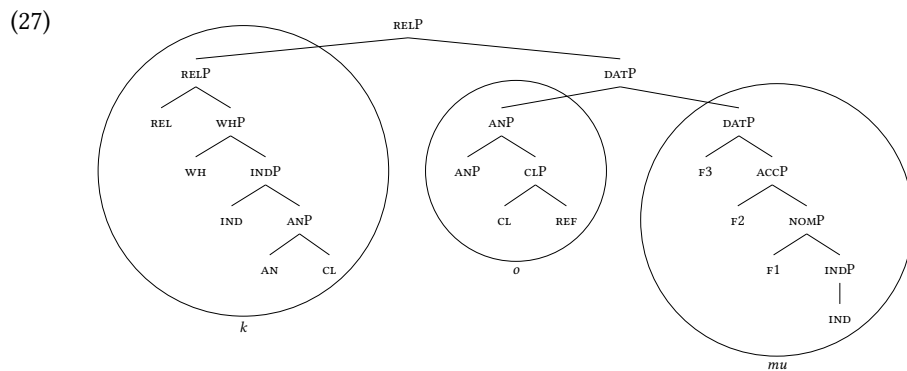 (27)
RELP
RELP DATP
REL WHP ANP DATP
WH INDP ANP CLP F3 ACCP
IND ANP CL REF F2 NOMP
AN CL o F1 INDP
k IND
mu